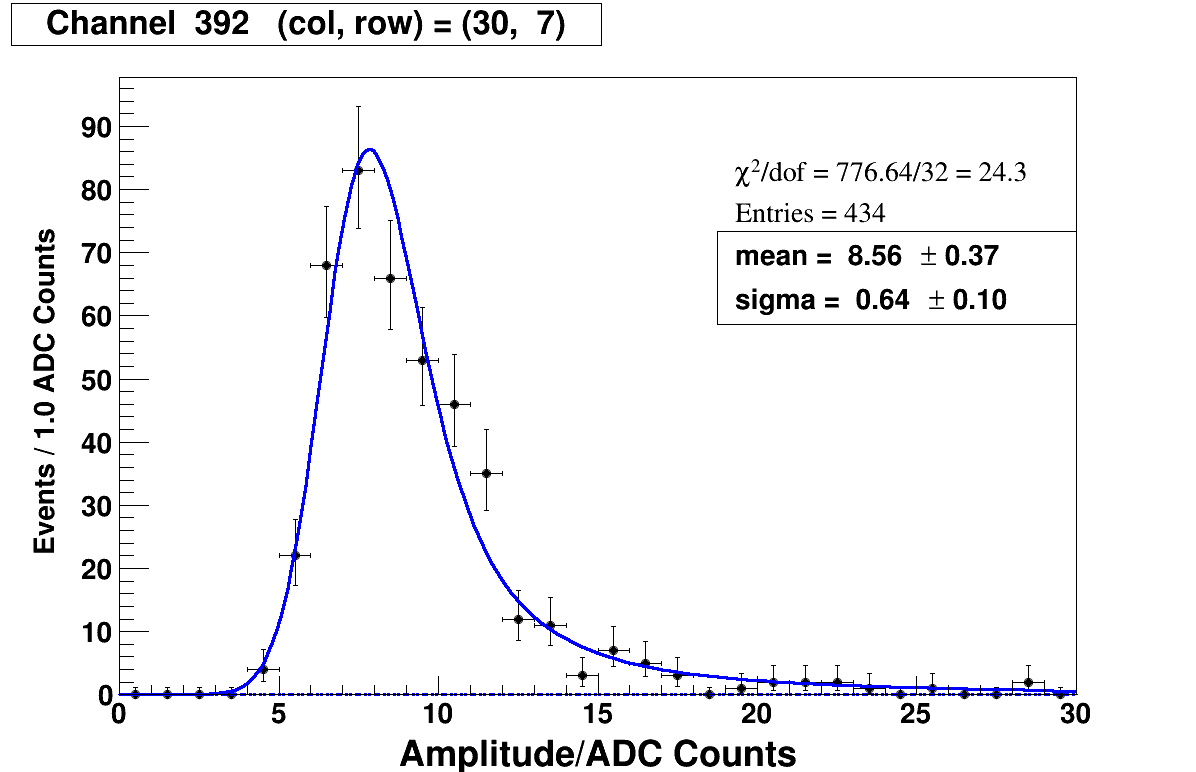 Channel 392 (col, row) = (30, 7)
χ²/dof = 776.64/32 = 24.3
Entries = 434
mean = 8.56 ± 0.37
sigma = 0.64 ± 0.10
Events / 1.0 ADC Counts
90
80
70
60
50
40
30
20
10
0
0 5 10 15 20 25 30
Amplitude/ADC Counts